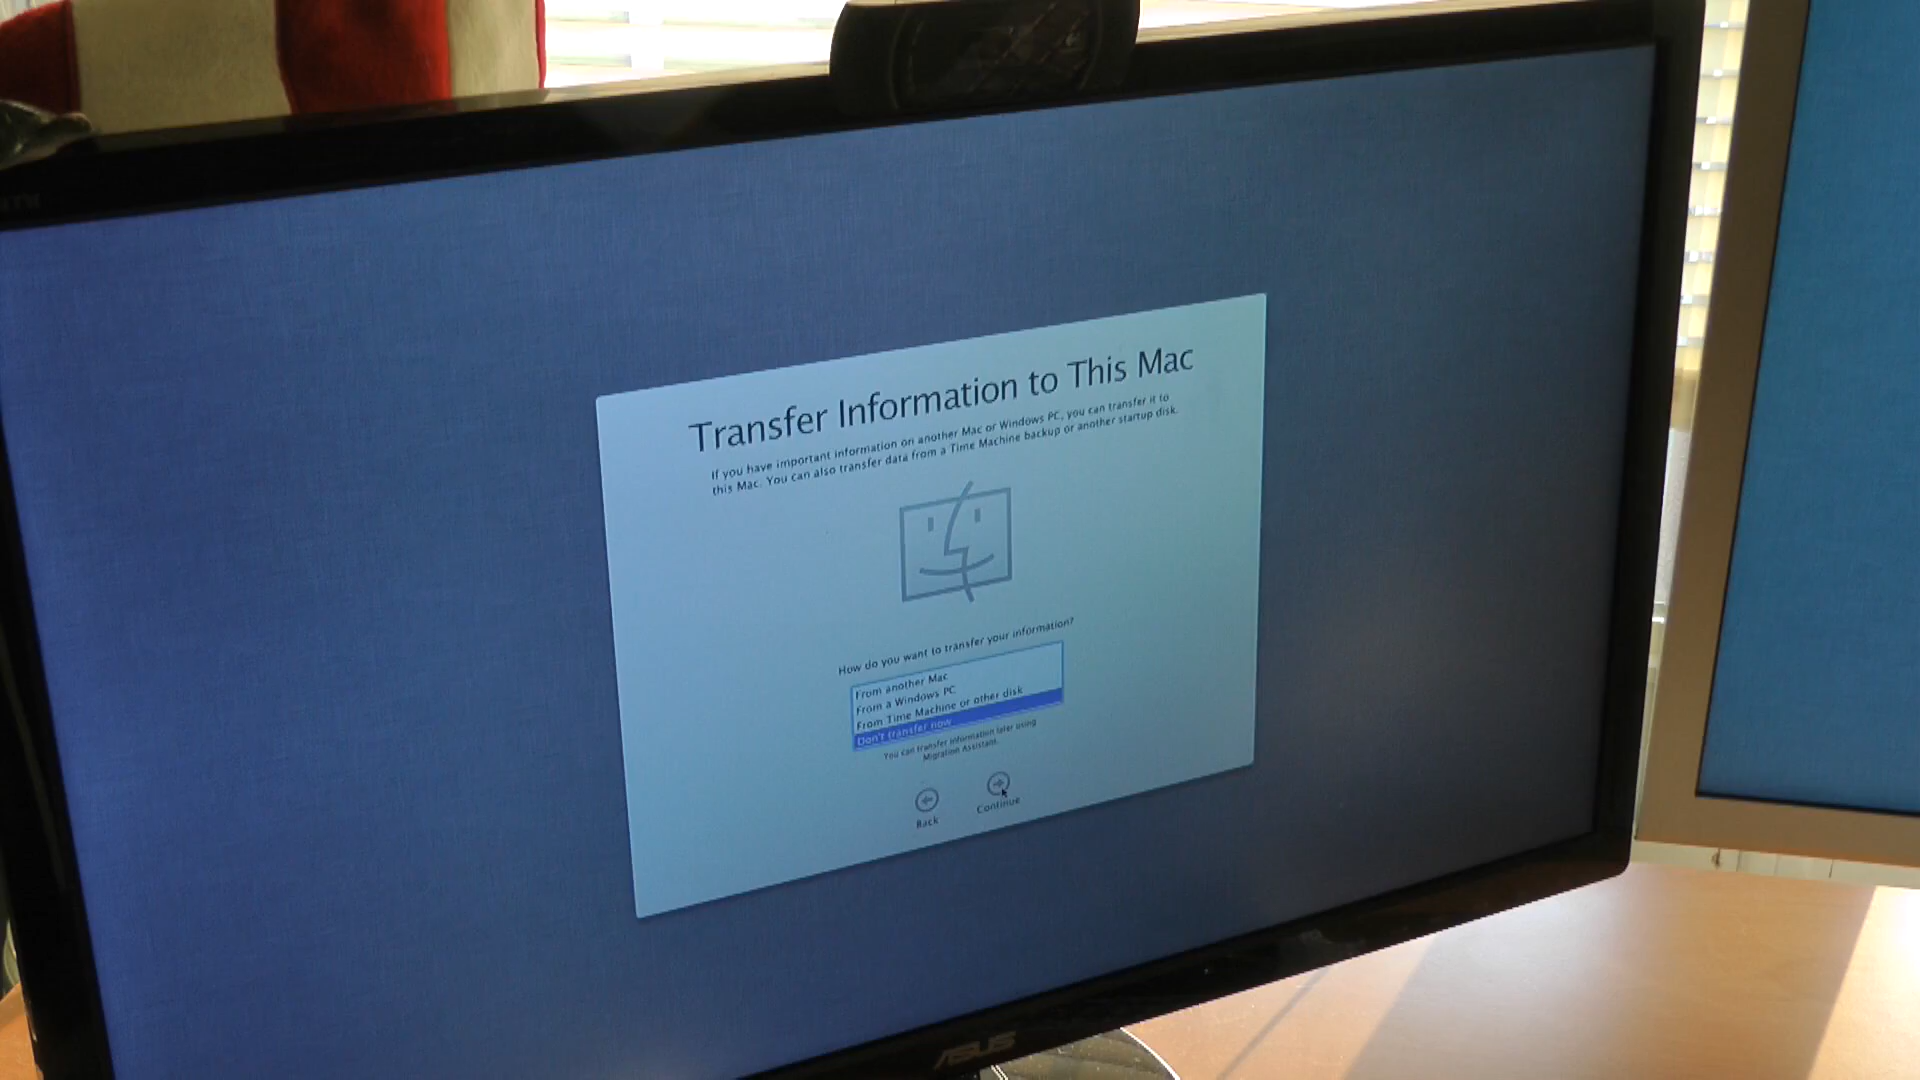 Transfer Information to This Mac
If you have important information on another Mac or Windows PC, you can transfer it to
this Mac. You can also transfer data from a Time Machine backup or another startup disk.
How do you want to transfer your information?
From another Mac
From a Windows PC
From Time Machine or other disk
Don't transfer now
You can transfer information later using
Migration Assistant.
Back
Continue
ASUS